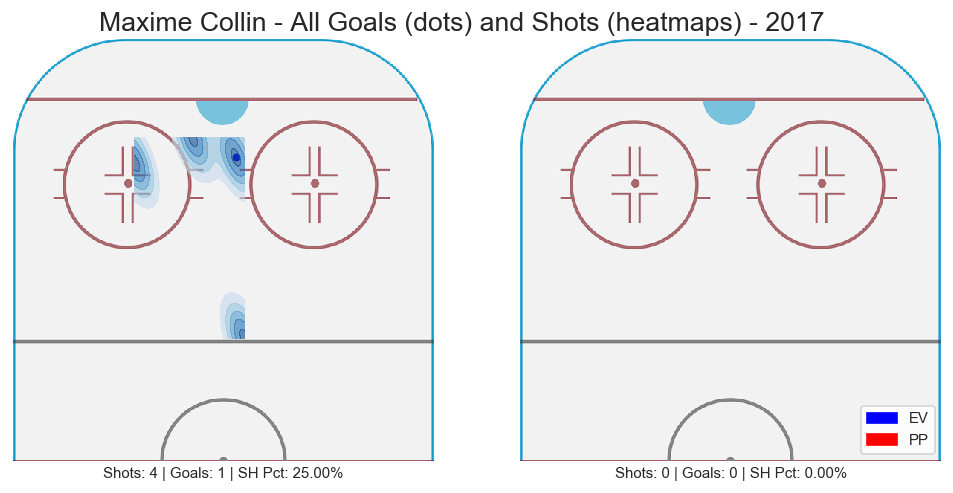 Maxime Collin - All Goals (dots) and Shots (heatmaps) - 2017
EV
PP
Shots: 4 | Goals: 1 | SH Pct: 25.00%
Shots: 0 | Goals: 0 | SH Pct: 0.00%